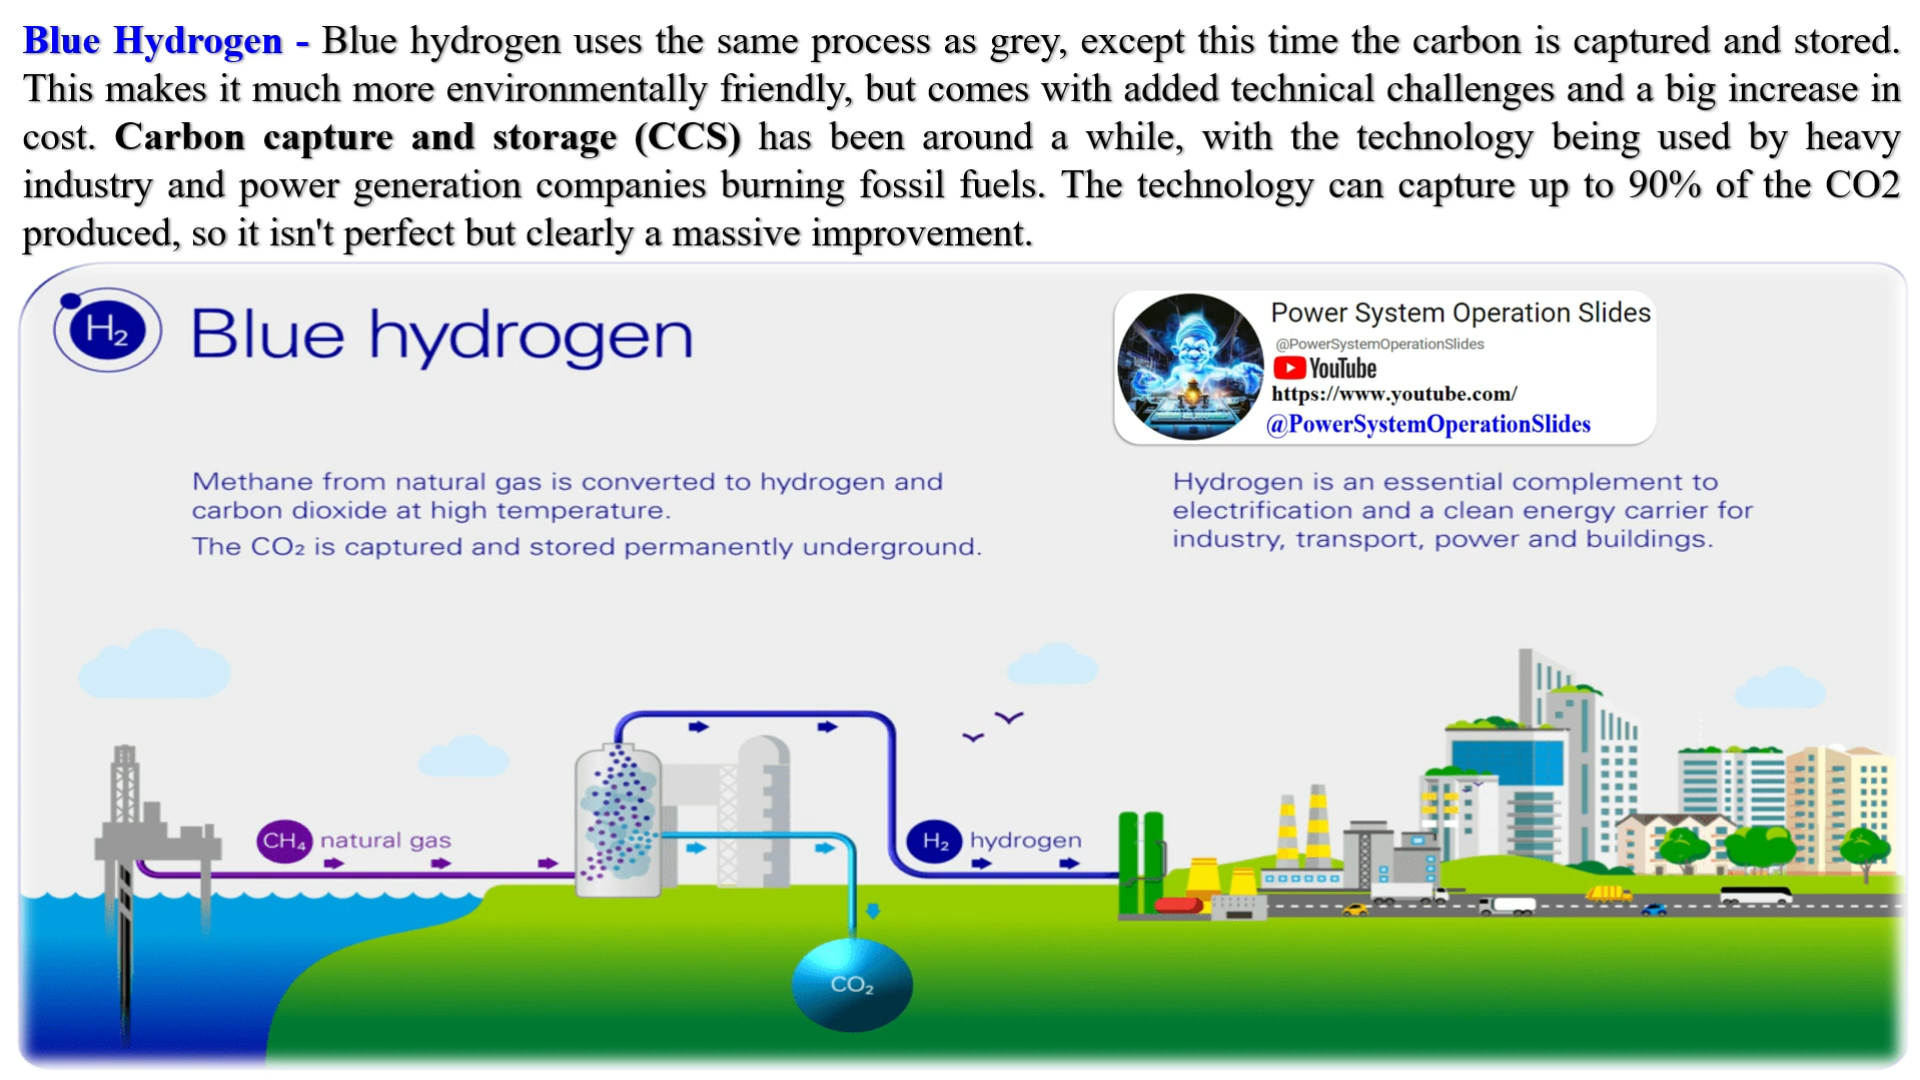 Blue Hydrogen - Blue hydrogen uses the same process as grey, except this time the carbon is captured and stored.
This makes it much more environmentally friendly, but comes with added technical challenges and a big increase in
cost. Carbon capture and storage (CCS) has been around a while, with the technology being used by heavy
industry and power generation companies burning fossil fuels. The technology can capture up to 90% of the CO2
produced, so it isn't perfect but clearly a massive improvement.
H₂
Blue hydrogen
Power System Operation Slides
@PowerSystemOperationSlides
YouTube
https://www.youtube.com/
@PowerSystemOperationSlides
Methane from natural gas is converted to hydrogen and
carbon dioxide at high temperature.
The CO₂ is captured and stored permanently underground.
Hydrogen is an essential complement to
electrification and a clean energy carrier for
industry, transport, power and buildings.
CH₄ natural gas
H₂ hydrogen
CO₂